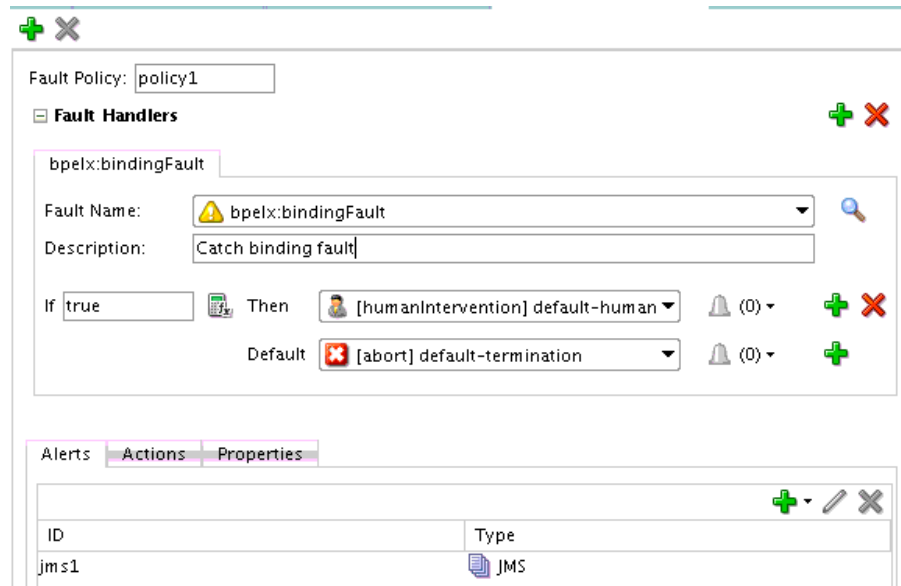 Fault Policy: policy1
Fault Handlers
bpelx:bindingFault
Fault Name: bpelx:bindingFault
Description: Catch binding fault
If true fx Then [humanIntervention] default-human (0)
Default [abort] default-termination (0)
Alerts Actions Properties
ID Type
jms1 JMS